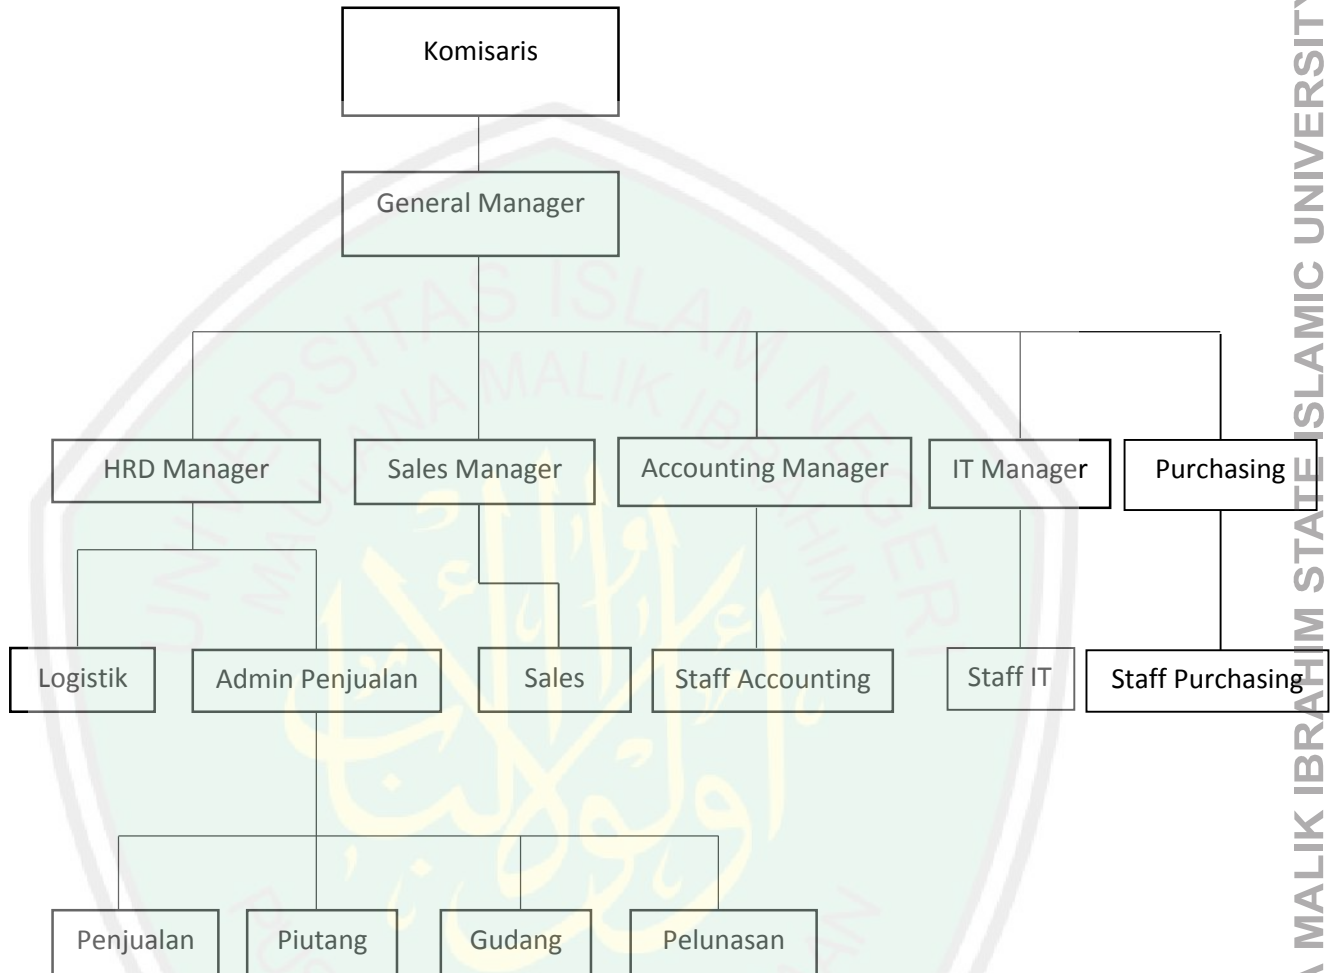 Komisaris
General Manager
HRD Manager
Sales Manager
Accounting Manager
IT Manager
Purchasing
Logistik
Admin Penjualan
Sales
Staff Accounting
Staff IT
Staff Purchasing
Penjualan
Piutang
Gudang
Pelunasan
UNIVERSITAS ISLAM NEGERI
MAULANA MALIK IBRAHIM
MALIK IBRAHIM STATE ISLAMIC UNIVERSITY